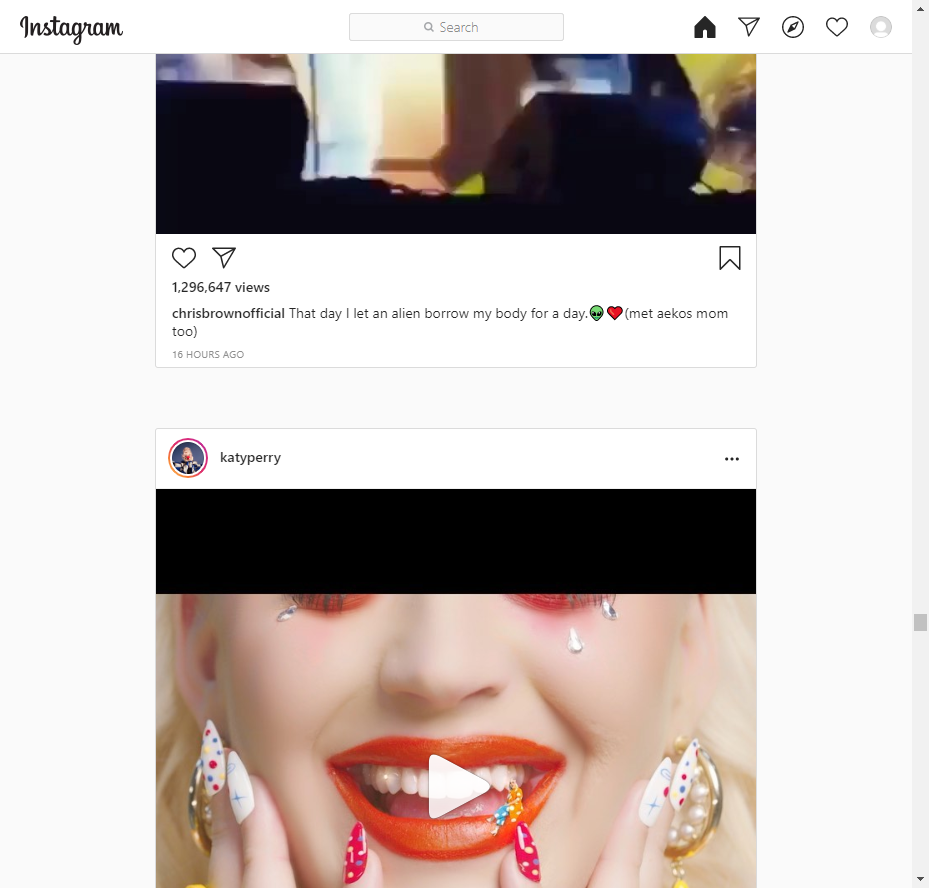 Instagram
Search
1,296,647 views
chrisbrownofficial That day I let an alien borrow my body for a day.👽❤️(met aekos mom
too)
16 HOURS AGO
katyperry